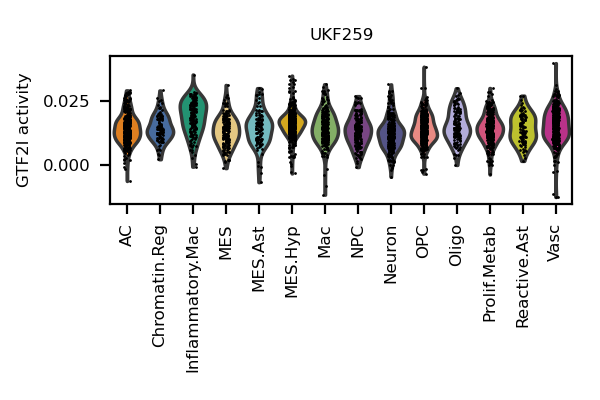 UKF259
GTF2I activity
0.025
0.000
AC
Chromatin.Reg
Inflammatory.Mac
MES
MES.Ast
MES.Hyp
Mac
NPC
Neuron
OPC
Oligo
Prolif.Metab
Reactive.Ast
Vasc